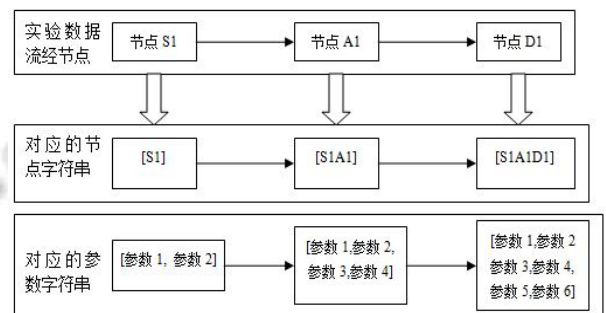 实验数据
流经节点
节点 S1
节点 A1
节点 D1
对应的节
点字符串
[S1]
[S1A1]
[S1A1D1]
对应的参
数字符串
[参数 1, 参数 2]
[参数 1,参数 2,
参数 3,参数 4]
[参数 1,参数 2
参数 3,参数 4,
参数 5,参数 6]